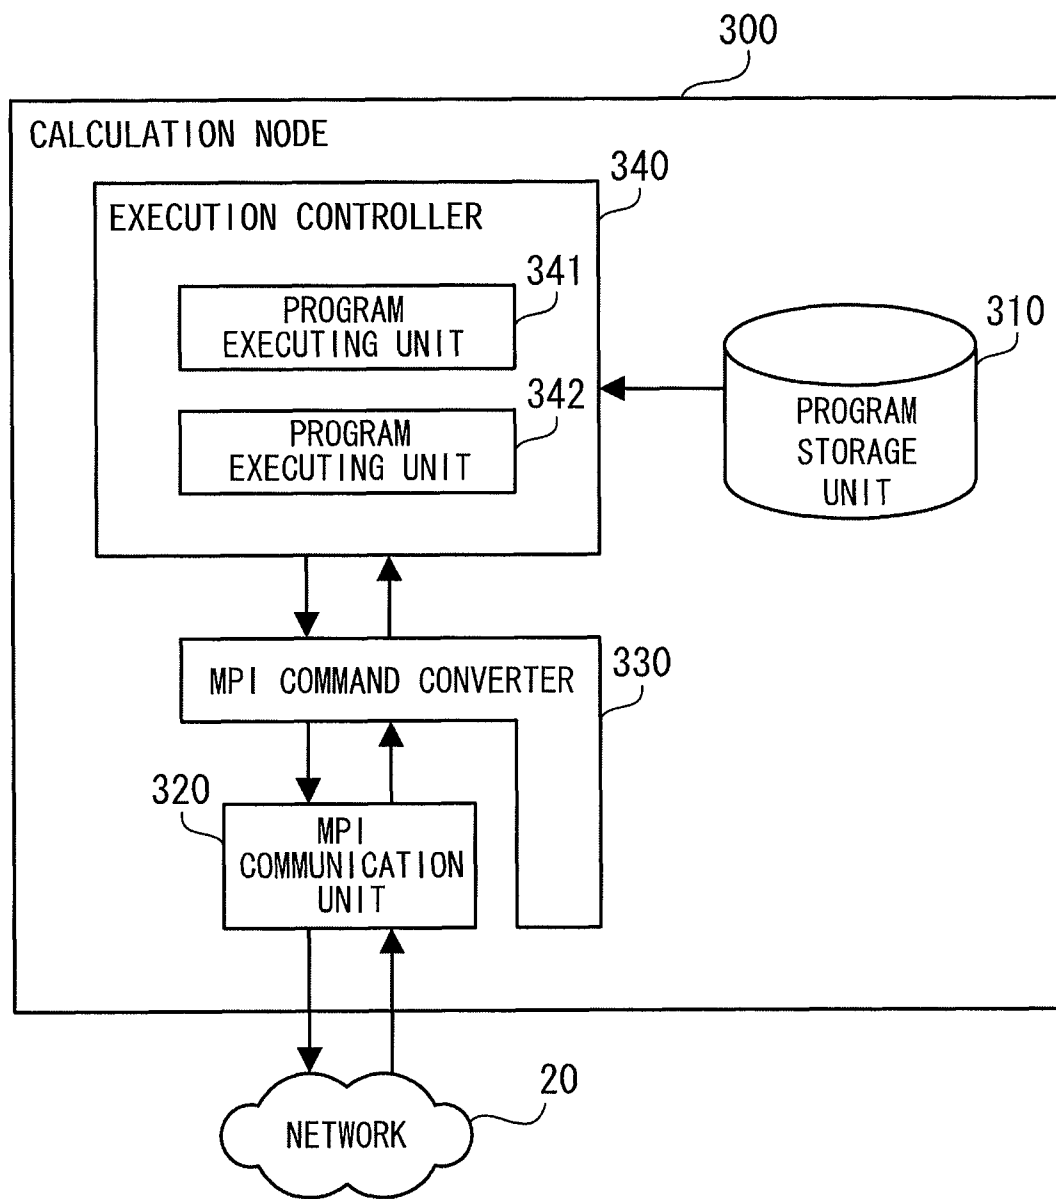 300
CALCULATION NODE
340
EXECUTION CONTROLLER
341
PROGRAM
EXECUTING UNIT
342
PROGRAM
EXECUTING UNIT
310
PROGRAM
STORAGE
UNIT
330
MPI COMMAND CONVERTER
320
MPI
COMMUNICATION
UNIT
20
NETWORK